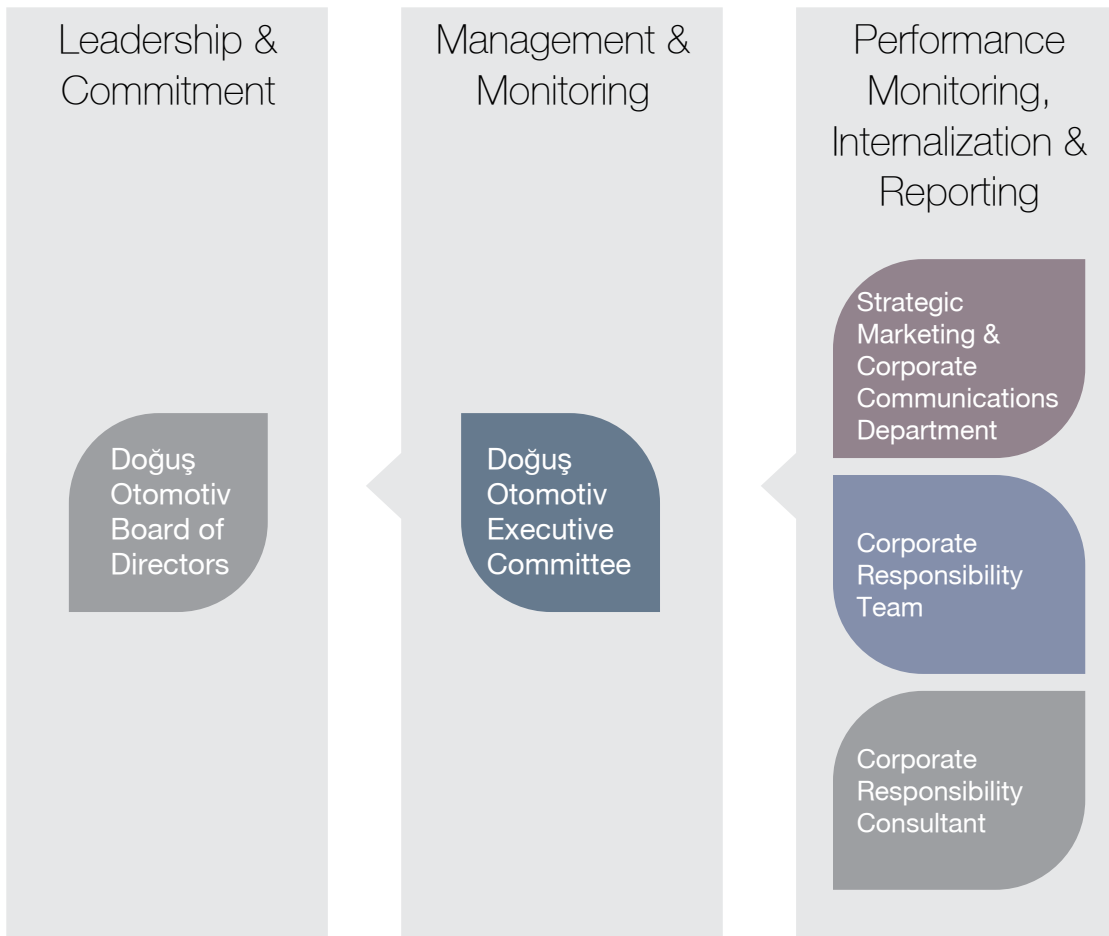 Leadership &
Commitment
Doğuş
Otomotiv
Board of
Directors
Management &
Monitoring
Doğuş
Otomotiv
Executive
Committee
Performance
Monitoring,
Internalization &
Reporting
Strategic
Marketing &
Corporate
Communications
Department
Corporate
Responsibility
Team
Corporate
Responsibility
Consultant